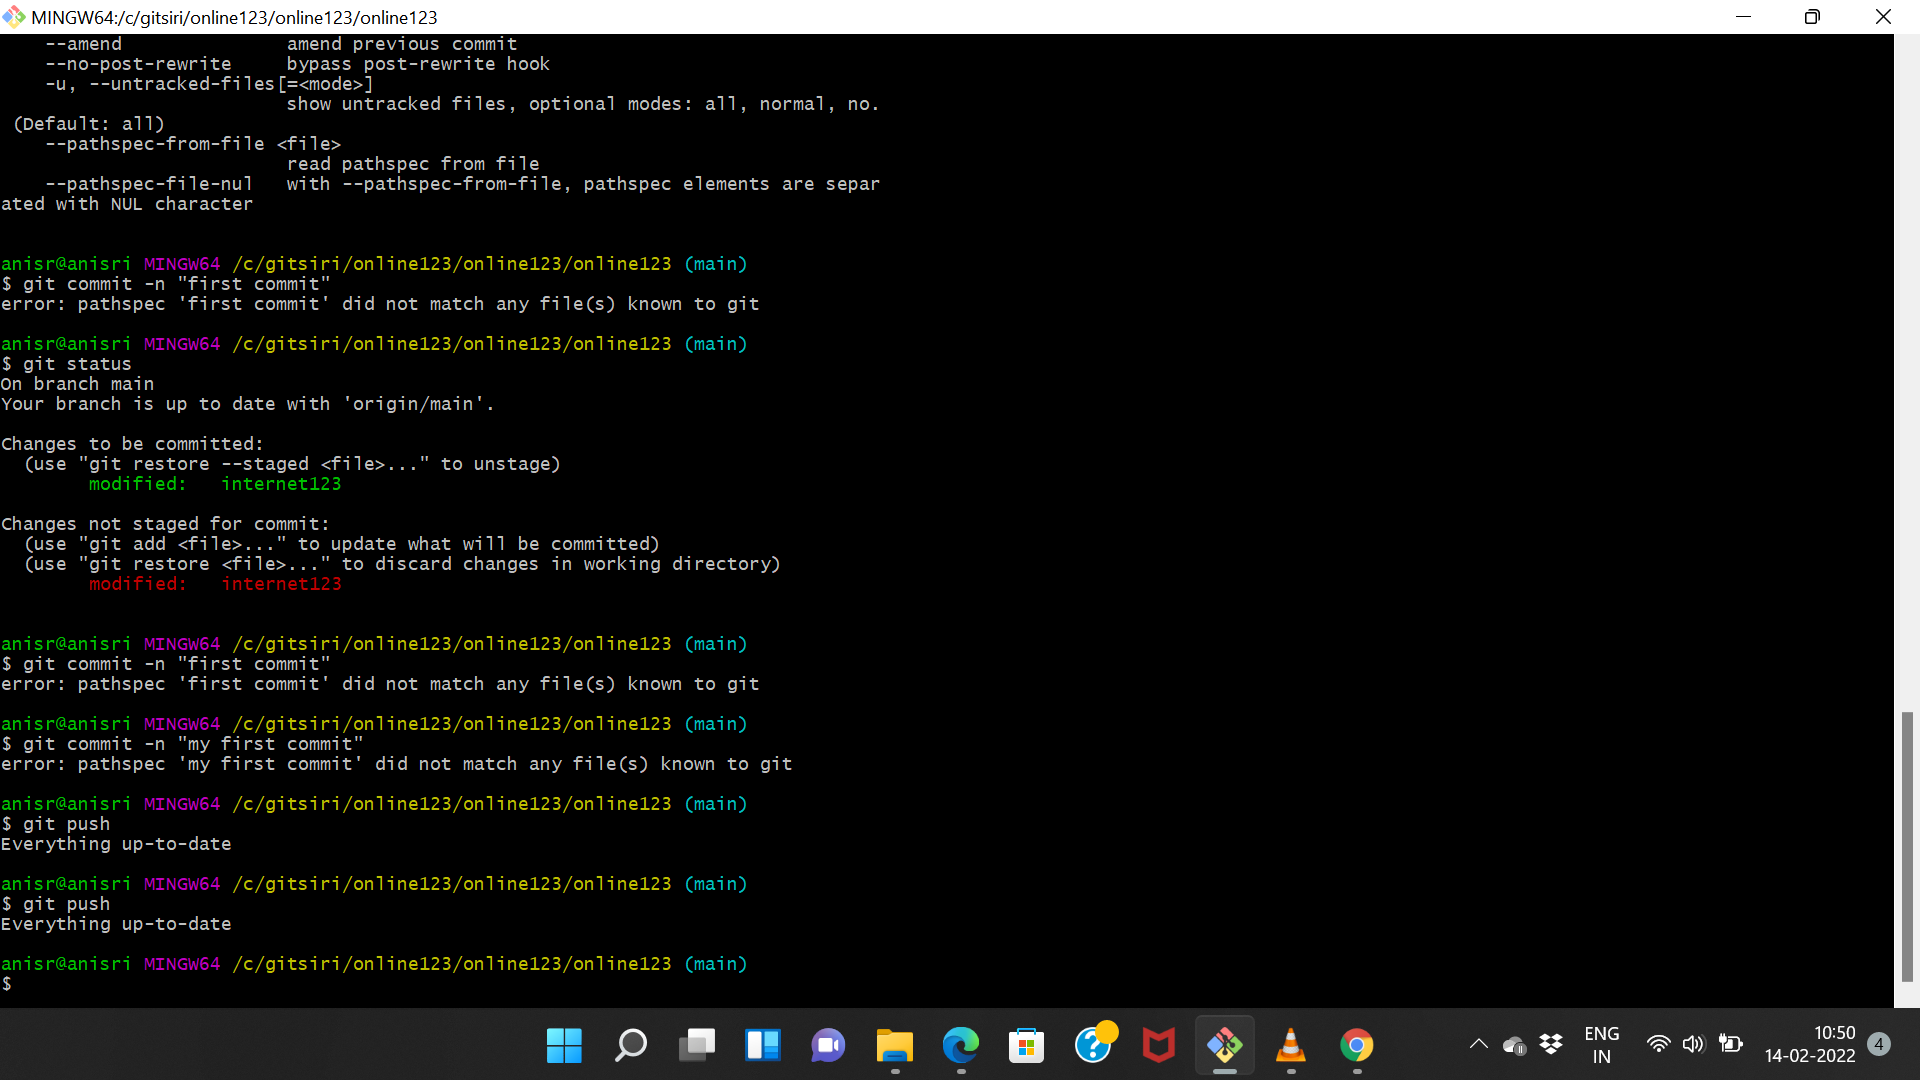 MINGW64:/c/gitsiri/online123/online123/online123
--amend amend previous commit
--no-post-rewrite bypass post-rewrite hook
-u, --untracked-files[=<mode>]
show untracked files, optional modes: all, normal, no.
(Default: all)
--pathspec-from-file <file>
read pathspec from file
--pathspec-file-nul with --pathspec-from-file, pathspec elements are separ
ated with NUL character
anisr@anisri MINGW64 /c/gitsiri/online123/online123/online123 (main)
$ git commit -n "first commit"
error: pathspec 'first commit' did not match any file(s) known to git
anisr@anisri MINGW64 /c/gitsiri/online123/online123/online123 (main)
$ git status
On branch main
Your branch is up to date with 'origin/main'.
Changes to be committed:
(use "git restore --staged <file>..." to unstage)
modified: internet123
Changes not staged for commit:
(use "git add <file>..." to update what will be committed)
(use "git restore <file>..." to discard changes in working directory)
modified: internet123
anisr@anisri MINGW64 /c/gitsiri/online123/online123/online123 (main)
$ git commit -n "first commit"
error: pathspec 'first commit' did not match any file(s) known to git
anisr@anisri MINGW64 /c/gitsiri/online123/online123/online123 (main)
$ git commit -n "my first commit"
error: pathspec 'my first commit' did not match any file(s) known to git
anisr@anisri MINGW64 /c/gitsiri/online123/online123/online123 (main)
$ git push
Everything up-to-date
anisr@anisri MINGW64 /c/gitsiri/online123/online123/online123 (main)
$ git push
Everything up-to-date
anisr@anisri MINGW64 /c/gitsiri/online123/online123/online123 (main)
$
ENG
IN
10:50
14-02-2022
4